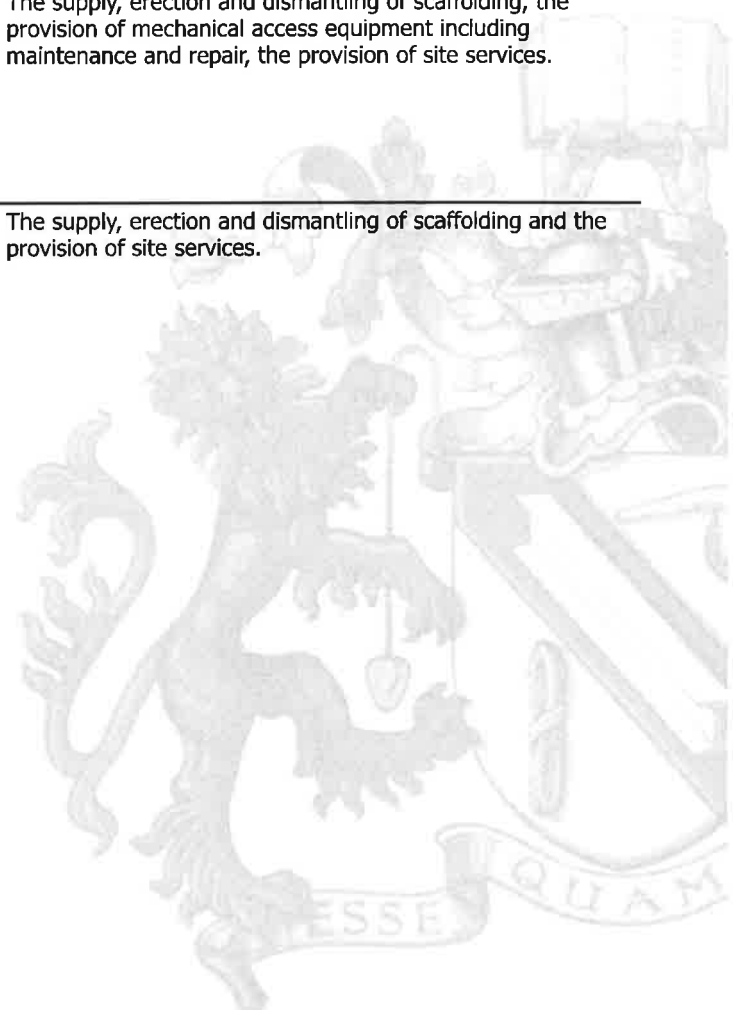 The supply, erection and dismantling of scaffolding, the
provision of mechanical access equipment including
maintenance and repair, the provision of site services.
The supply, erection and dismantling of scaffolding and the
provision of site services.
ESSE
QUAM